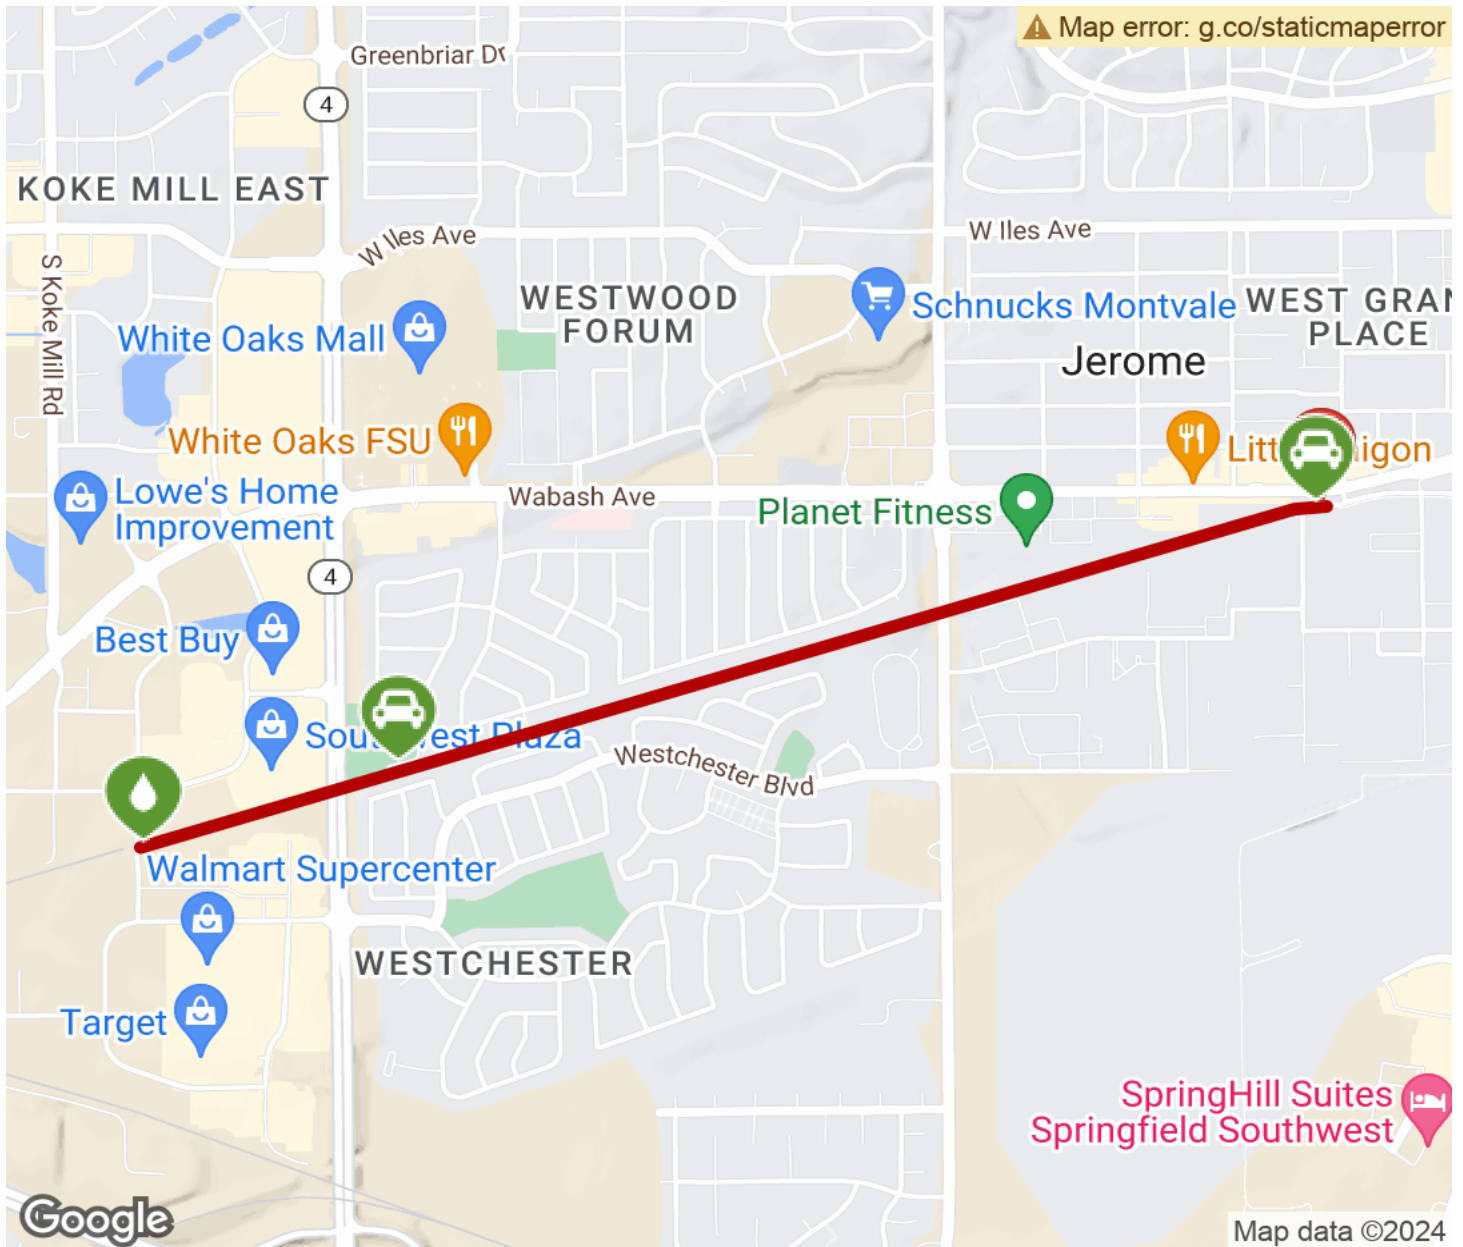 Map error: g.co/staticmaperror
Greenbriar Dr
4
KOKE MILL EAST
W Iles Ave
W Iles Ave
S Koke Mill Rd
WESTWOOD
FORUM
Schnucks Montvale
WEST GRAN
PLACE
White Oaks Mall
Jerome
White Oaks FSU
Lowe's Home
Improvement
Wabash Ave
Planet Fitness
4
Best Buy
Westchester Blvd
Walmart Supercenter
WESTCHESTER
Target
SpringHill Suites
Springfield Southwest
Google
Map data ©2024